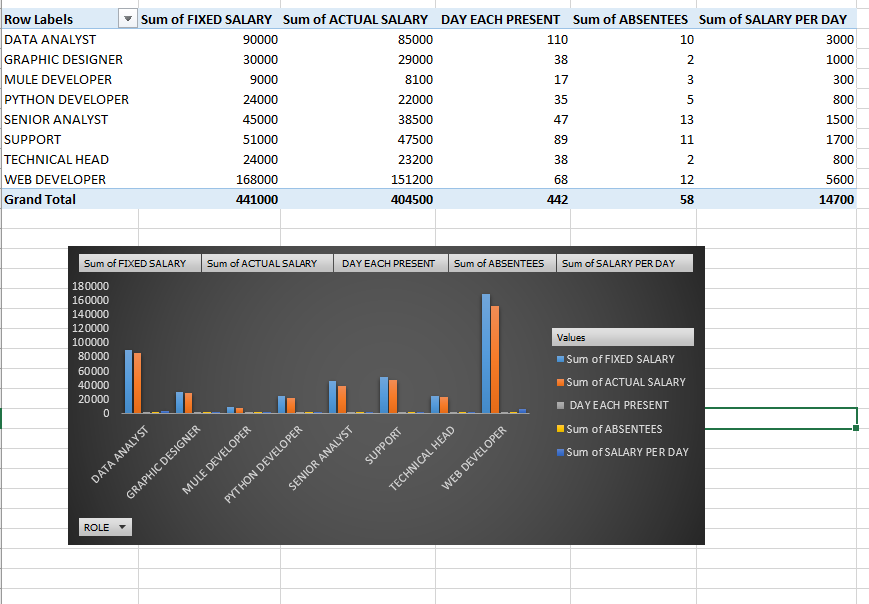 Row Labels Sum of FIXED SALARY Sum of ACTUAL SALARY DAY EACH PRESENT Sum of ABSENTEES Sum of SALARY PER DAY
DATA ANALYST 90000 85000 110 10 3000
GRAPHIC DESIGNER 30000 29000 38 2 1000
MULE DEVELOPER 9000 8100 17 3 300
PYTHON DEVELOPER 24000 22000 35 5 800
SENIOR ANALYST 45000 38500 47 13 1500
SUPPORT 51000 47500 89 11 1700
TECHNICAL HEAD 24000 23200 38 2 800
WEB DEVELOPER 168000 151200 68 12 5600
Grand Total 441000 404500 442 58 14700
Sum of FIXED SALARY Sum of ACTUAL SALARY DAY EACH PRESENT Sum of ABSENTEES Sum of SALARY PER DAY
180000
160000
140000
120000
100000
80000
60000
40000
20000
0
DATA ANALYST
GRAPHIC DESIGNER
MULE DEVELOPER
PYTHON DEVELOPER
SENIOR ANALYST
SUPPORT
TECHNICAL HEAD
WEB DEVELOPER
Values
Sum of FIXED SALARY
Sum of ACTUAL SALARY
DAY EACH PRESENT
Sum of ABSENTEES
Sum of SALARY PER DAY
ROLE